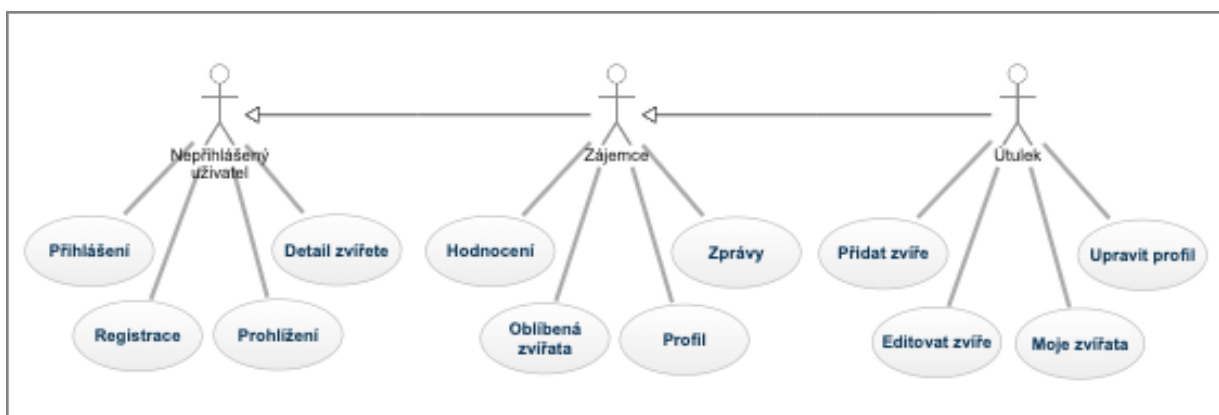 Nepřihlášený
uživatel
Zájemce
Útulek
Přihlášení
Detail zvířete
Hodnocení
Zprávy
Přidat zvíře
Upravit profil
Registrace
Prohlížení
Oblíbená
zvířata
Profil
Editovat zvíře
Moje zvířata